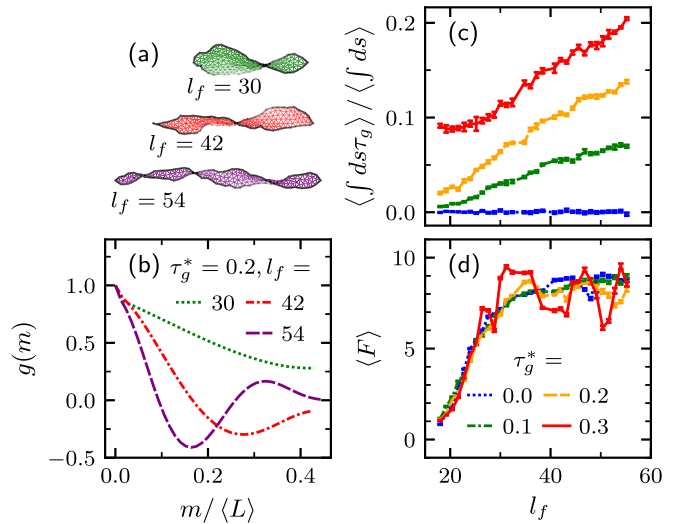 (a)
l_f = 30
l_f = 42
l_f = 54
(b)
τ_g^* = 0.2, l_f =
30
42
54
g(m)
1.0
0.5
0.0
−0.5
0.0
0.2
0.4
m/ ⟨L⟩
(c)
⟨∫ dsτ_g⟩ / ⟨∫ ds⟩
0.2
0.1
0.0
(d)
⟨F⟩
10
5
0
τ_g^* =
0.0
0.2
0.1
0.3
20
40
60
l_f